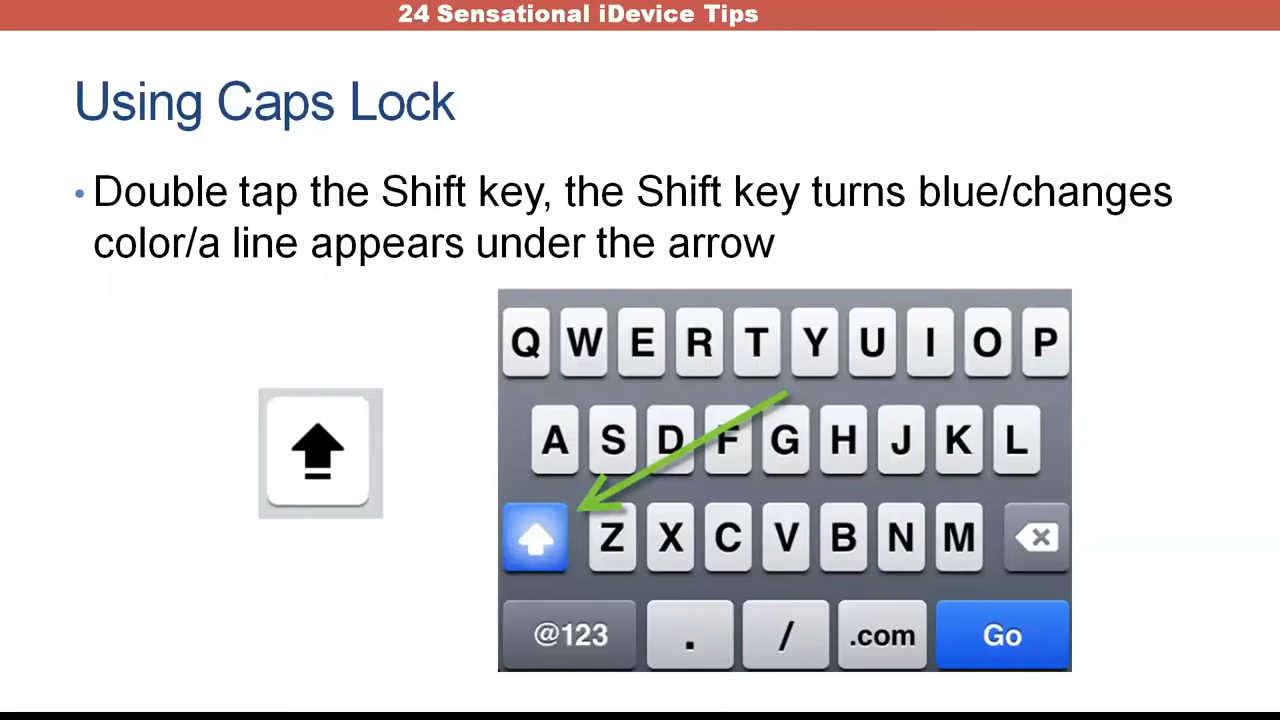 24 Sensational iDevice Tips
Using Caps Lock
• Double tap the Shift key, the Shift key turns blue/changes
color/a line appears under the arrow
Q W E R T Y U I O P
A S D F G H J K L
Z X C V B N M
@123 . / .com Go